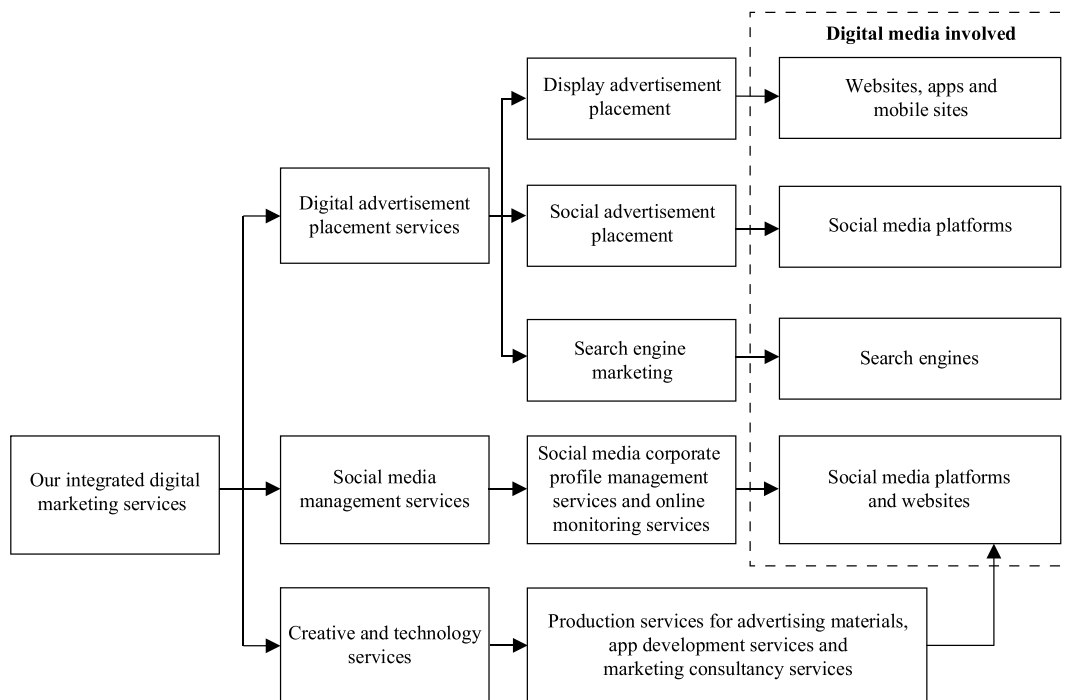 Digital media involved
Display advertisement
placement
Websites, apps and
mobile sites
Digital advertisement
placement services
Social advertisement
placement
Social media platforms
Search engine
marketing
Search engines
Our integrated digital
marketing services
Social media
management services
Social media corporate
profile management
services and online
monitoring services
Social media platforms
and websites
Creative and technology
services
Production services for advertising materials,
app development services and
marketing consultancy services